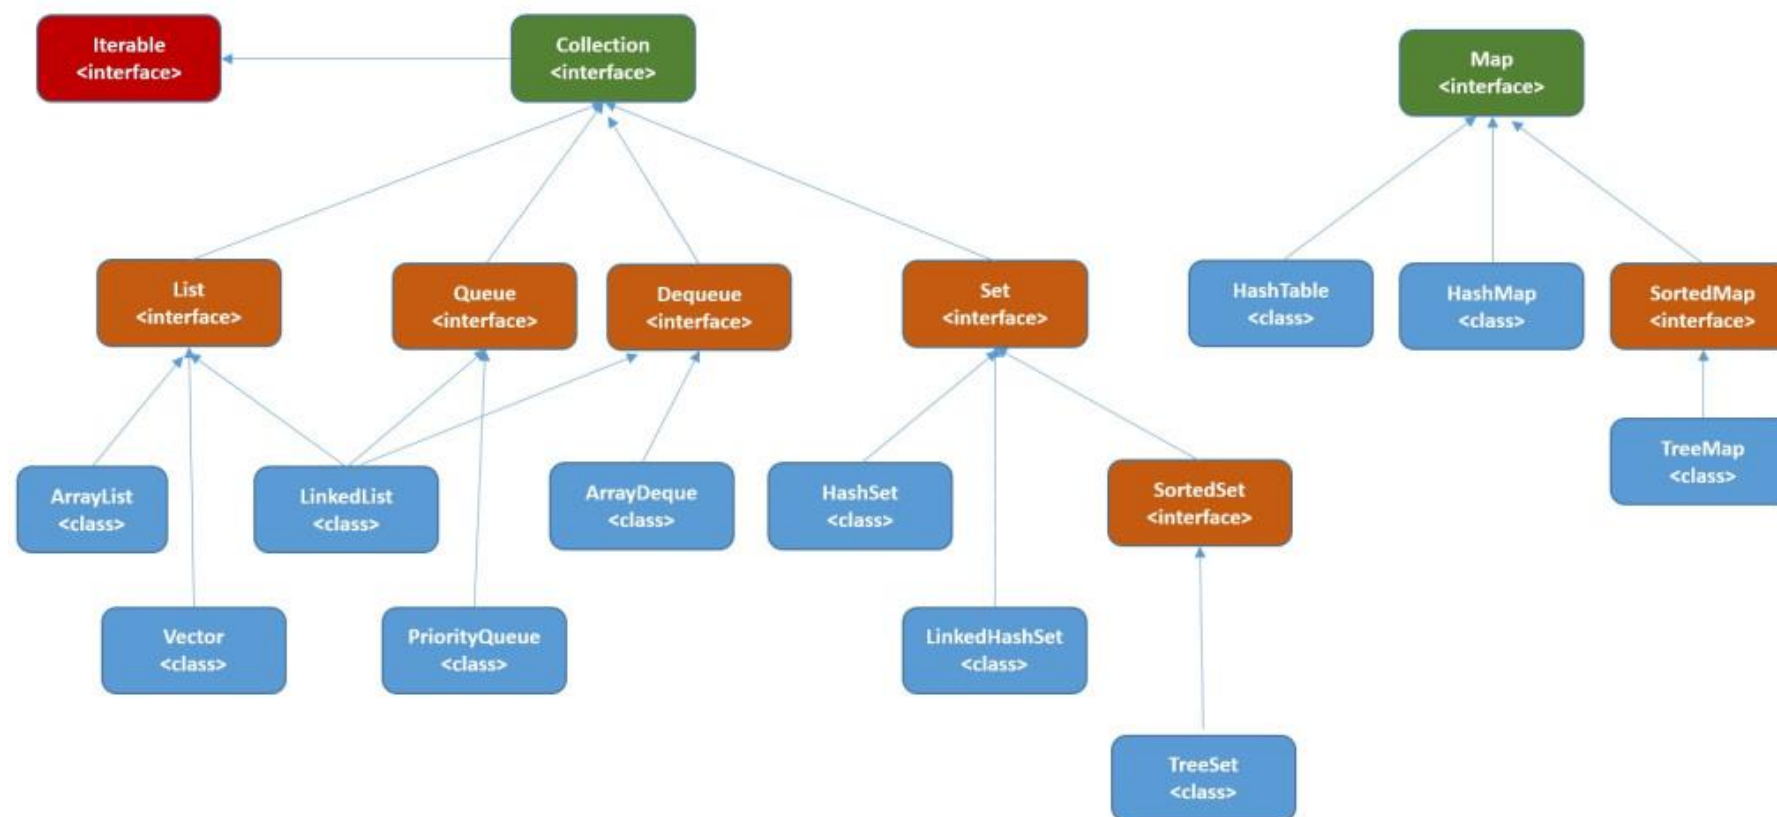 Iterable
<interface>
Collection
<interface>
Map
<interface>
List
<interface>
Queue
<interface>
Dequeue
<interface>
Set
<interface>
HashTable
<class>
HashMap
<class>
SortedMap
<interface>
ArrayList
<class>
LinkedList
<class>
ArrayDeque
<class>
HashSet
<class>
SortedSet
<interface>
TreeMap
<class>
Vector
<class>
PriorityQueue
<class>
LinkedHashSet
<class>
TreeSet
<class>